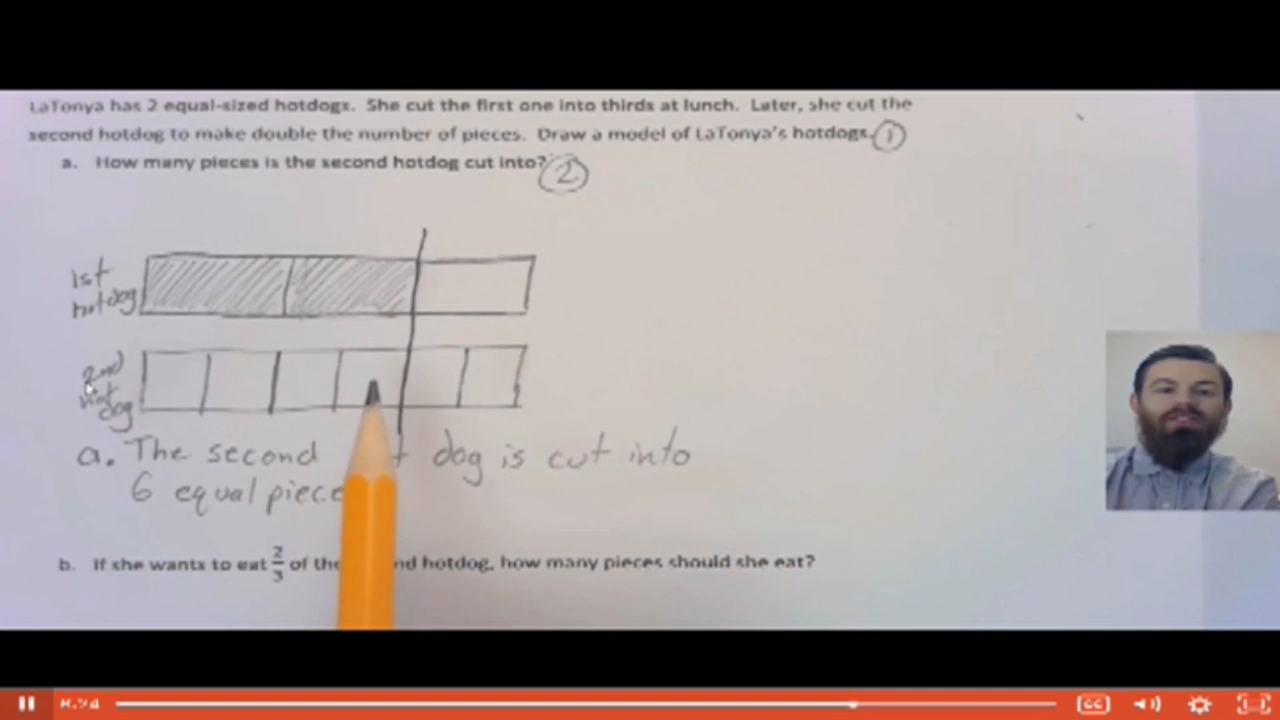 LaTonya has 2 equal-sized hotdogs. She cut the first one into thirds at lunch. Later, she cut the
second hotdog to make double the number of pieces. Draw a model of LaTonya's hotdogs. 1
a. How many pieces is the second hotdog cut into? 2
1st
hotdog
2nd
hot
dog
a. The second dog is cut into
6 equal piece
b. If she wants to eat 2/3 of the hotdog, how many pieces should she eat?
CC